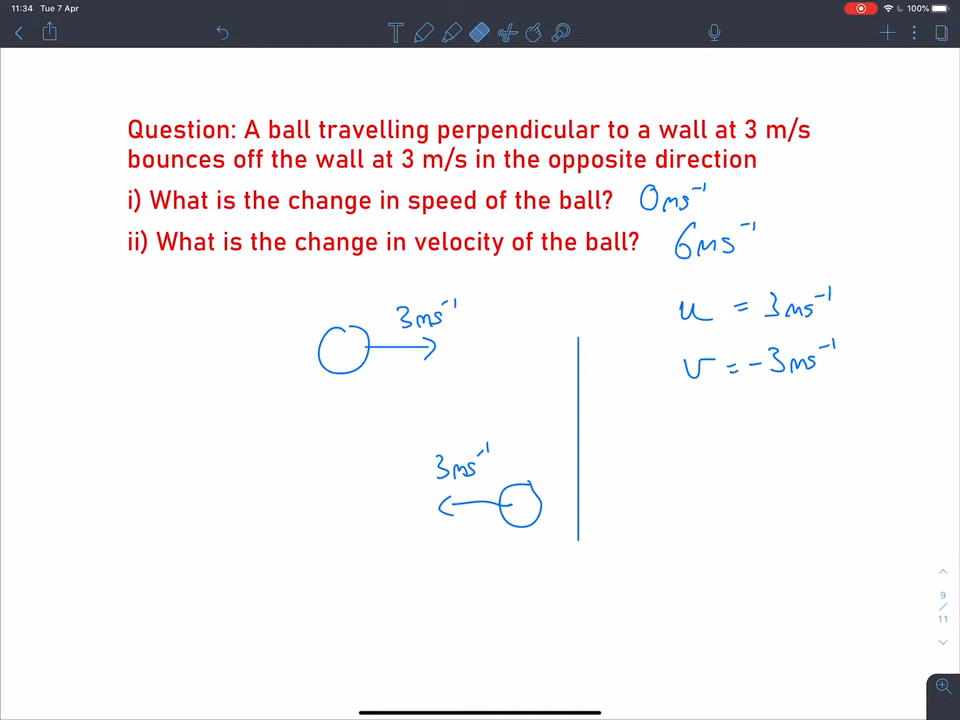 11:34 Tue 7 Apr 100%
T
Question: A ball travelling perpendicular to a wall at 3 m/s
bounces off the wall at 3 m/s in the opposite direction
i) What is the change in speed of the ball? 0ms⁻¹
ii) What is the change in velocity of the ball? 6ms⁻¹
3ms⁻¹
u = 3ms⁻¹
v = -3ms⁻¹
3ms⁻¹
9
/
11